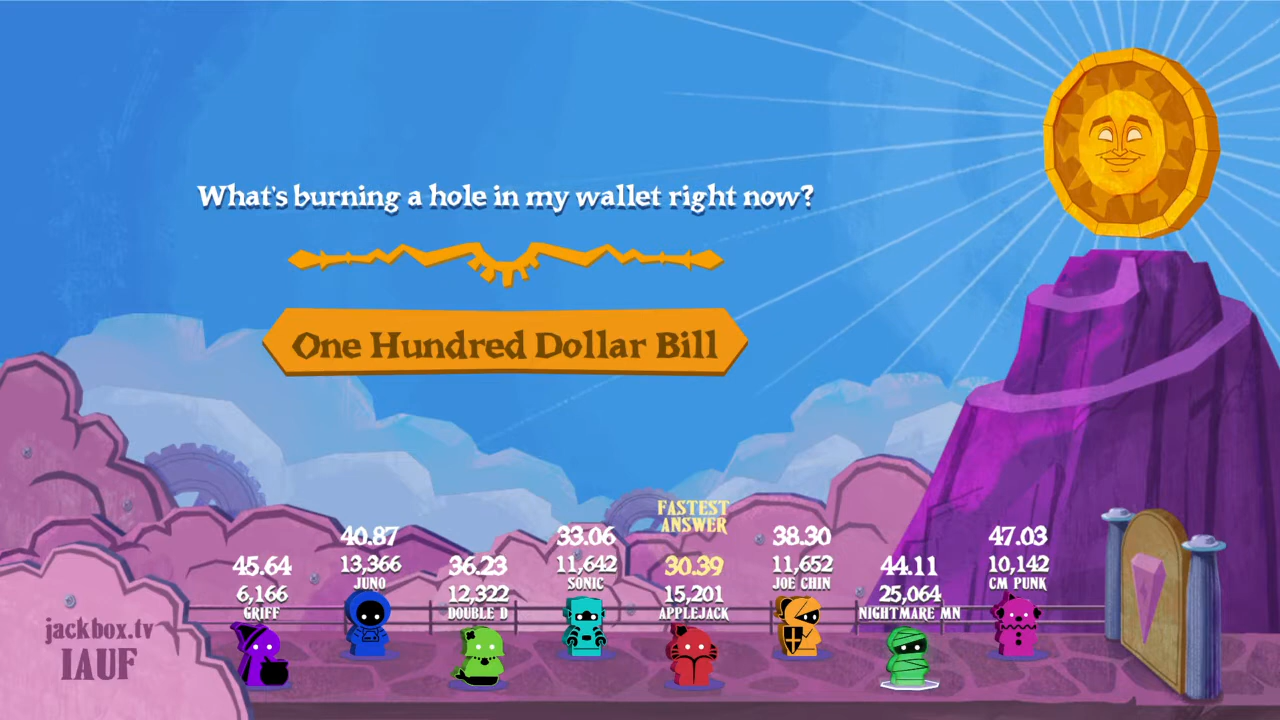 What's burning a hole in my wallet right now?
One Hundred Dollar Bill
FASTEST
ANSWER
45.64
6,166
GRIFF
40.87
13,366
JUNO
36.23
12,322
DOUBLE D
33.06
11,642
SONIC
30.39
15,201
APPLEJACK
38.30
11,652
JOE CHIN
44.11
25,064
NIGHTMARE MN
47.03
10,142
CM PUNK
jackbox.tv
IAUF